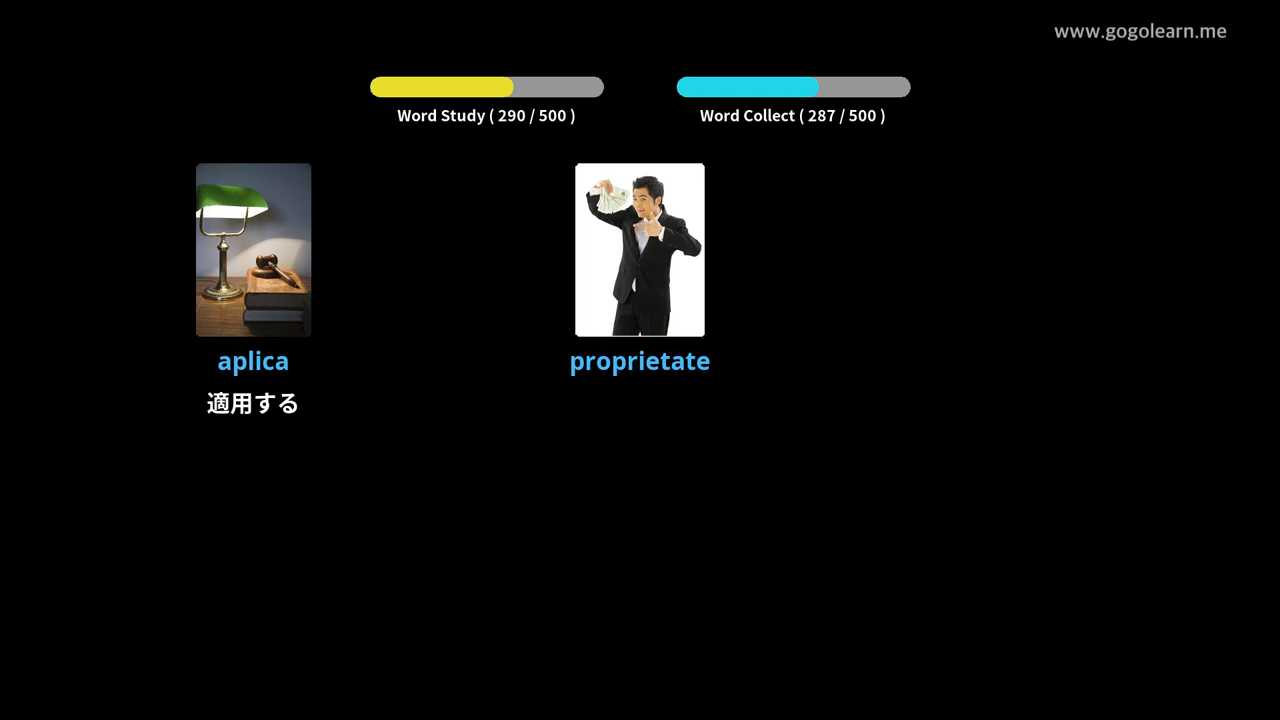 www.gogolearn.me
Word Study ( 290 / 500 )
Word Collect ( 287 / 500 )
aplica
適用する
proprietate